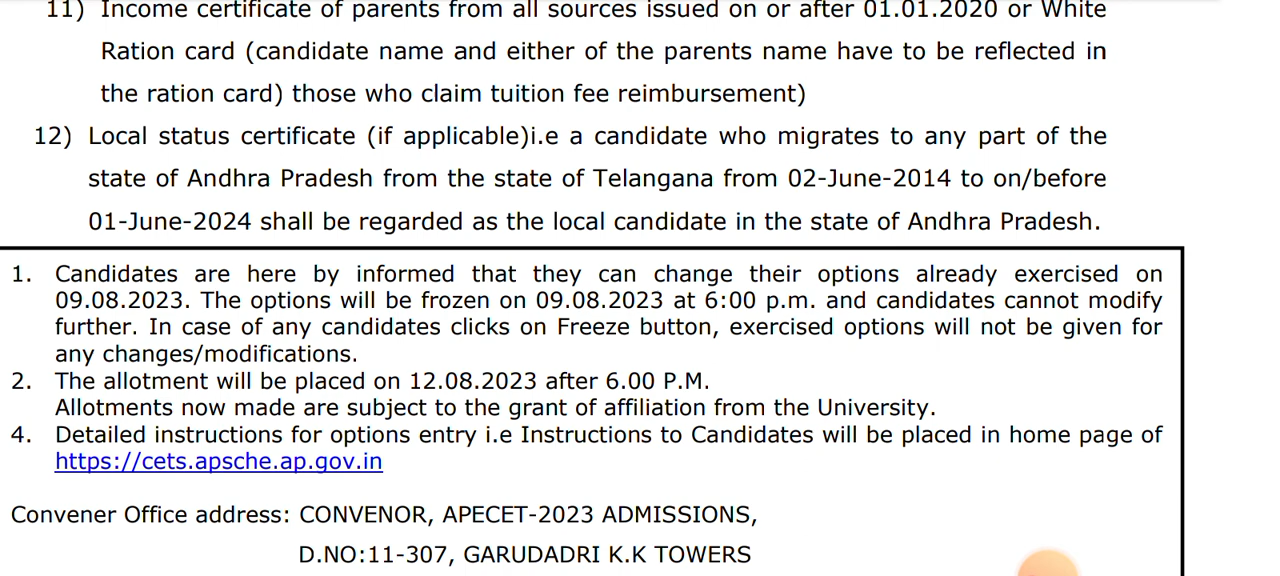 11) Income certificate of parents from all sources issued on or after 01.01.2020 or White
Ration card (candidate name and either of the parents name have to be reflected in
the ration card) those who claim tuition fee reimbursement)
12) Local status certificate (if applicable)i.e a candidate who migrates to any part of the
state of Andhra Pradesh from the state of Telangana from 02-June-2014 to on/before
01-June-2024 shall be regarded as the local candidate in the state of Andhra Pradesh.
1. Candidates are here by informed that they can change their options already exercised on
09.08.2023. The options will be frozen on 09.08.2023 at 6:00 p.m. and candidates cannot modify
further. In case of any candidates clicks on Freeze button, exercised options will not be given for
any changes/modifications.
2. The allotment will be placed on 12.08.2023 after 6.00 P.M.
Allotments now made are subject to the grant of affiliation from the University.
4. Detailed instructions for options entry i.e Instructions to Candidates will be placed in home page of
https://cets.apsche.ap.gov.in
Convener Office address: CONVENOR, APECET-2023 ADMISSIONS,
D.NO:11-307, GARUDADRI K.K TOWERS